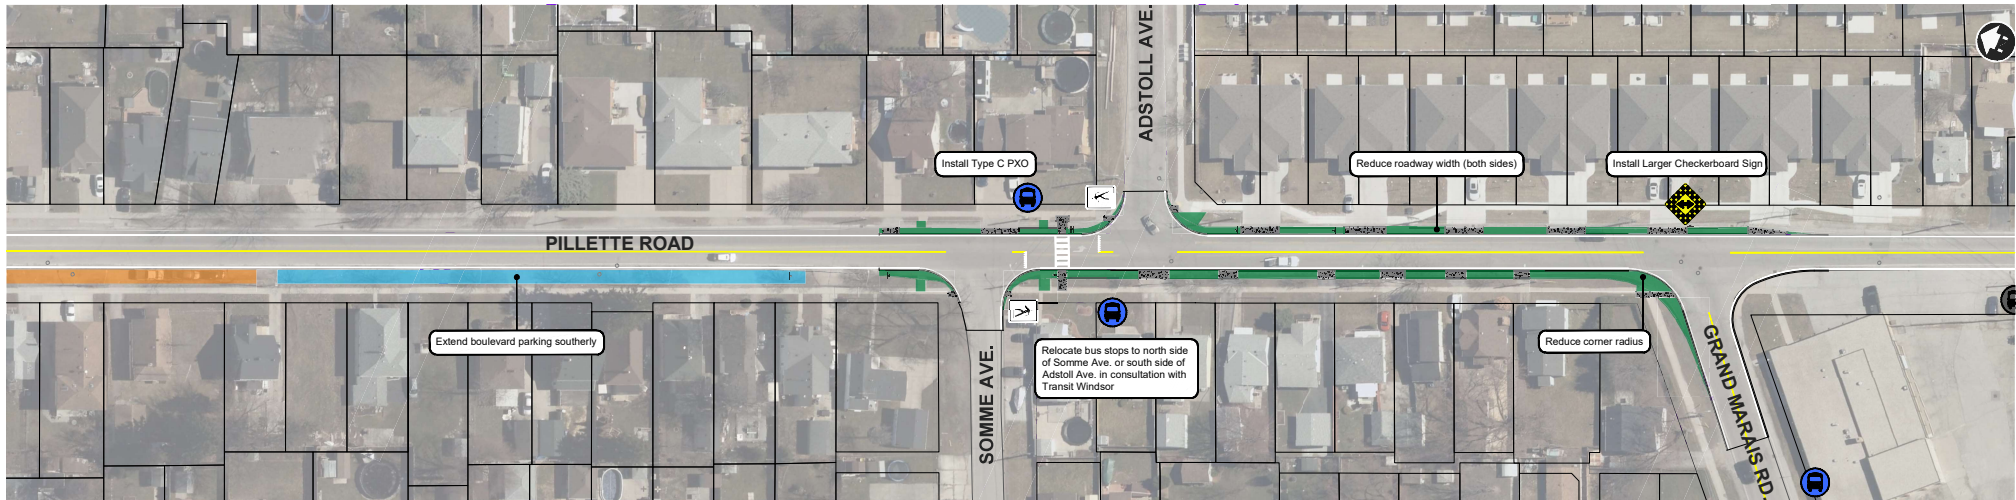 ADSTOLL AVE.
Install Type C PXO
Reduce roadway width (both sides)
Install Larger Checkerboard Sign
PILLETTE ROAD
Extend boulevard parking southerly
SOMME AVE.
Relocate bus stops to north side
of Somme Ave. or south side of
Adstoll Ave. in consultation with
Transit Windsor
Reduce corner radius
GRAND MARAIS RD.